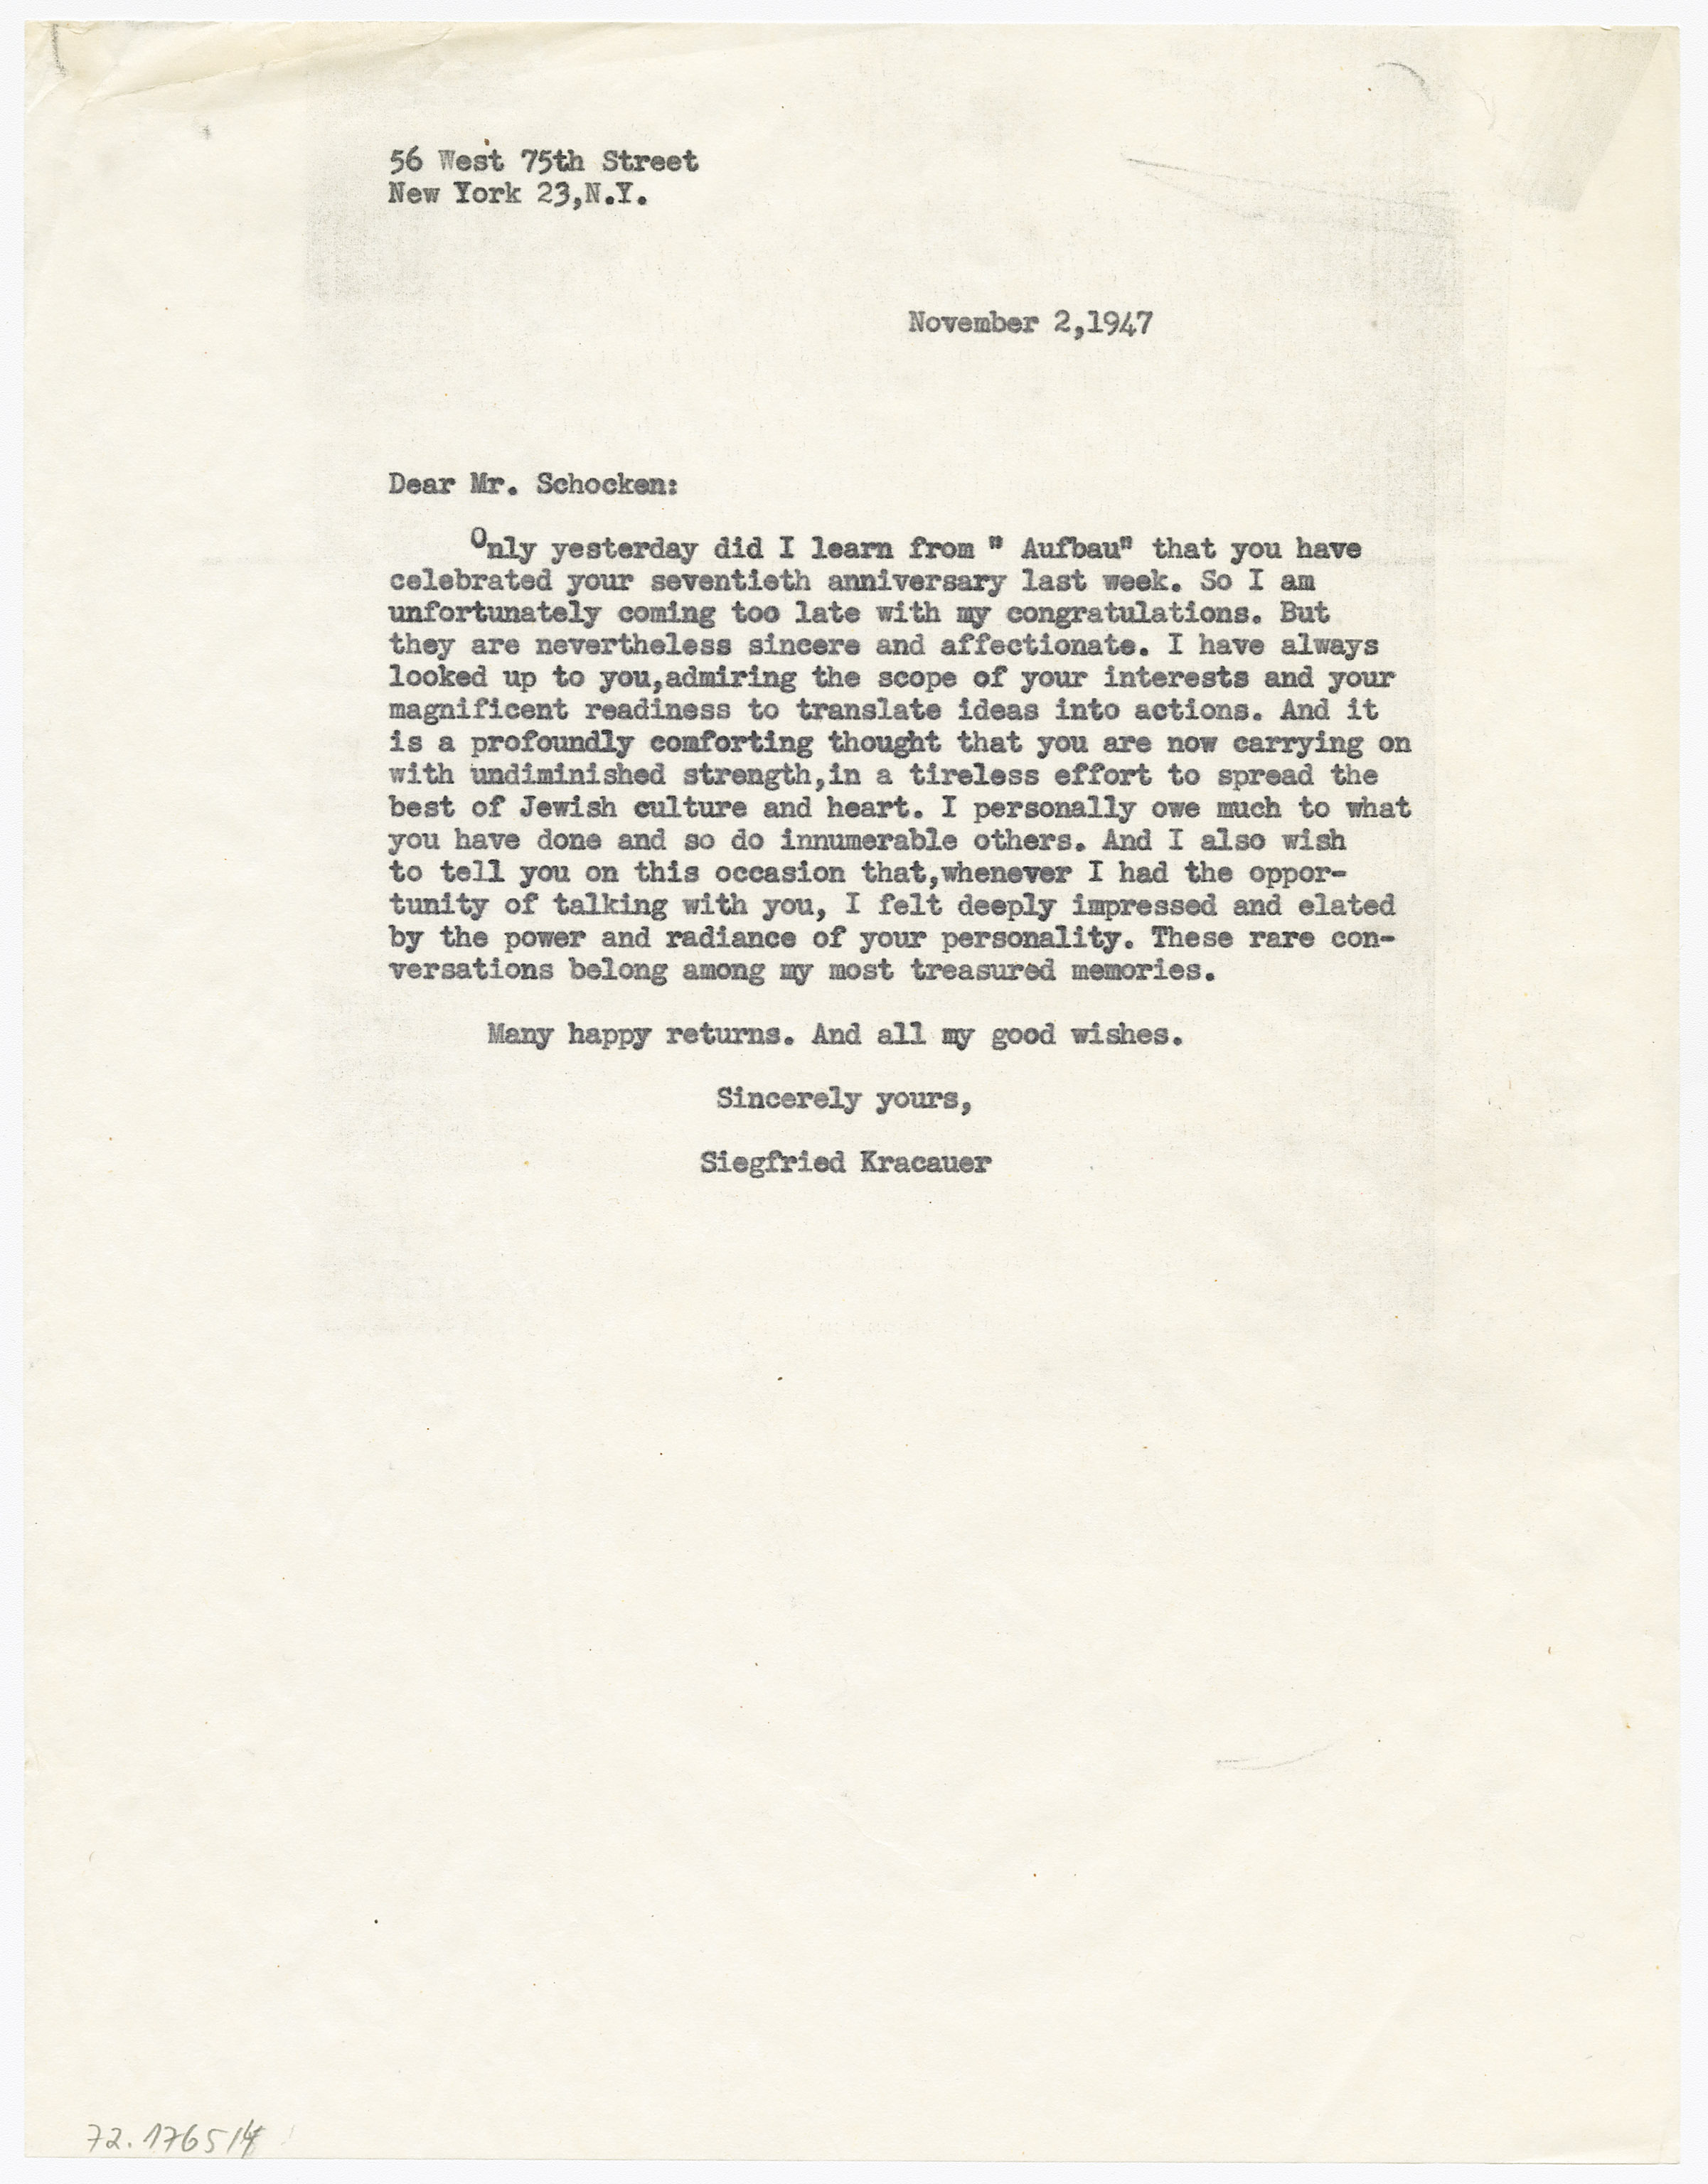 56 West 75th Street
New York 23,N.Y.
November 2,1947
Dear Mr. Schocken:
Only yesterday did I learn from " Aufbau" that you have
celebrated your seventieth anniversary last week. So I am
unfortunately coming too late with my congratulations. But
they are nevertheless sincere and affectionate. I have always
looked up to you,admiring the scope of your interests and your
magnificent readiness to translate ideas into actions. And it
is a profoundly comforting thought that you are now carrying on
with undiminished strength,in a tireless effort to spread the
best of Jewish culture and heart. I personally owe much to what
you have done and so do innumerable others. And I also wish
to tell you on this occasion that,whenever I had the oppor-
tunity of talking with you, I felt deeply impressed and elated
by the power and radiance of your personality. These rare con-
versations belong among my most treasured memories.
Many happy returns. And all my good wishes.
Sincerely yours,
Siegfried Kracauer
72.1765/4